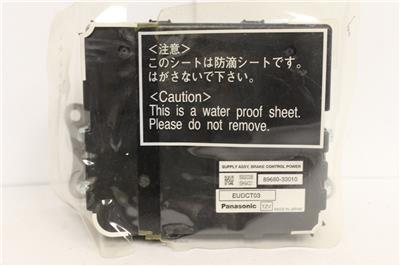 <注意>
このシートは防滴シートです。
はがさないで下さい。
<Caution>
This is a water proof sheet.
Please do not remove.
SUPPLY ASSY, BRAKE CONTROL POWER
89680-33010
EUDCT03
Panasonic 12V MADE IN JAPAN